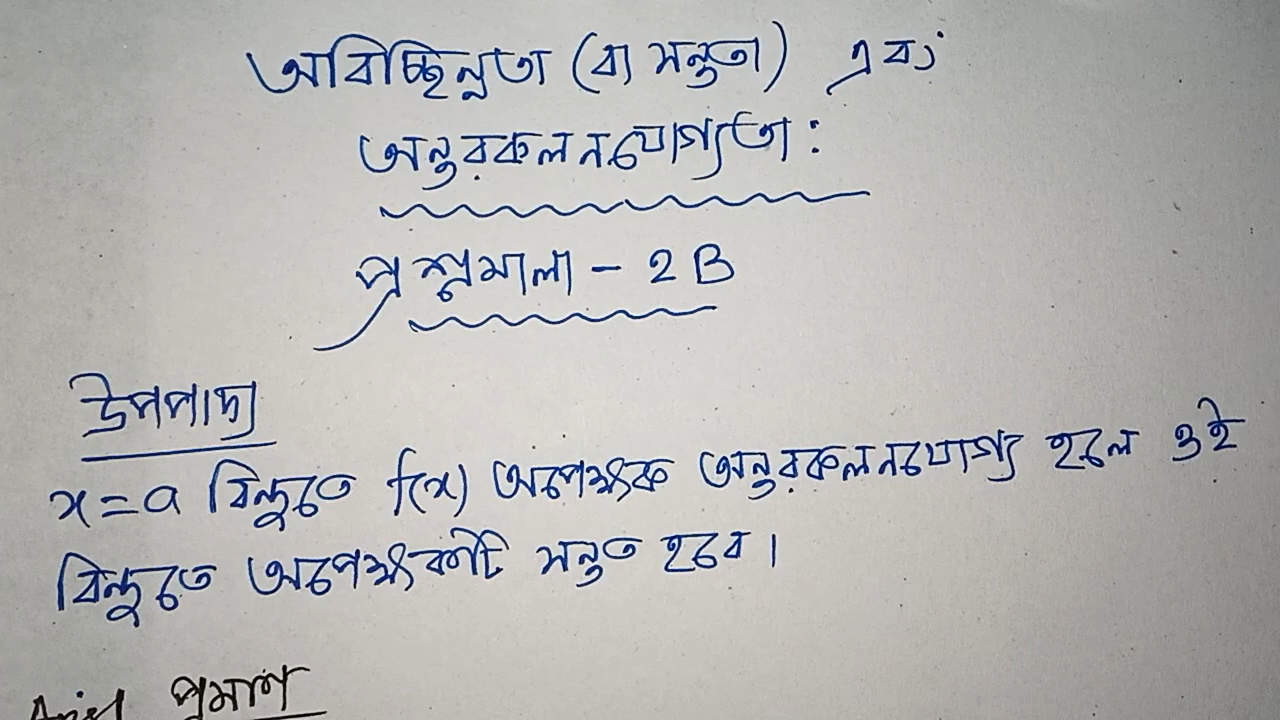 অবিচ্ছিন্নতা (বা সন্ততা) এবং
অন্তরকলনযোগ্যতা:
প্রশ্নমালা - 2B
উপপাদ্য
x=a বিন্দুতে f(x) অপেক্ষক অন্তরকলনযোগ্য হলে ওই
বিন্দুতে অপেক্ষকটি সন্তত হবে।
প্রমাণ